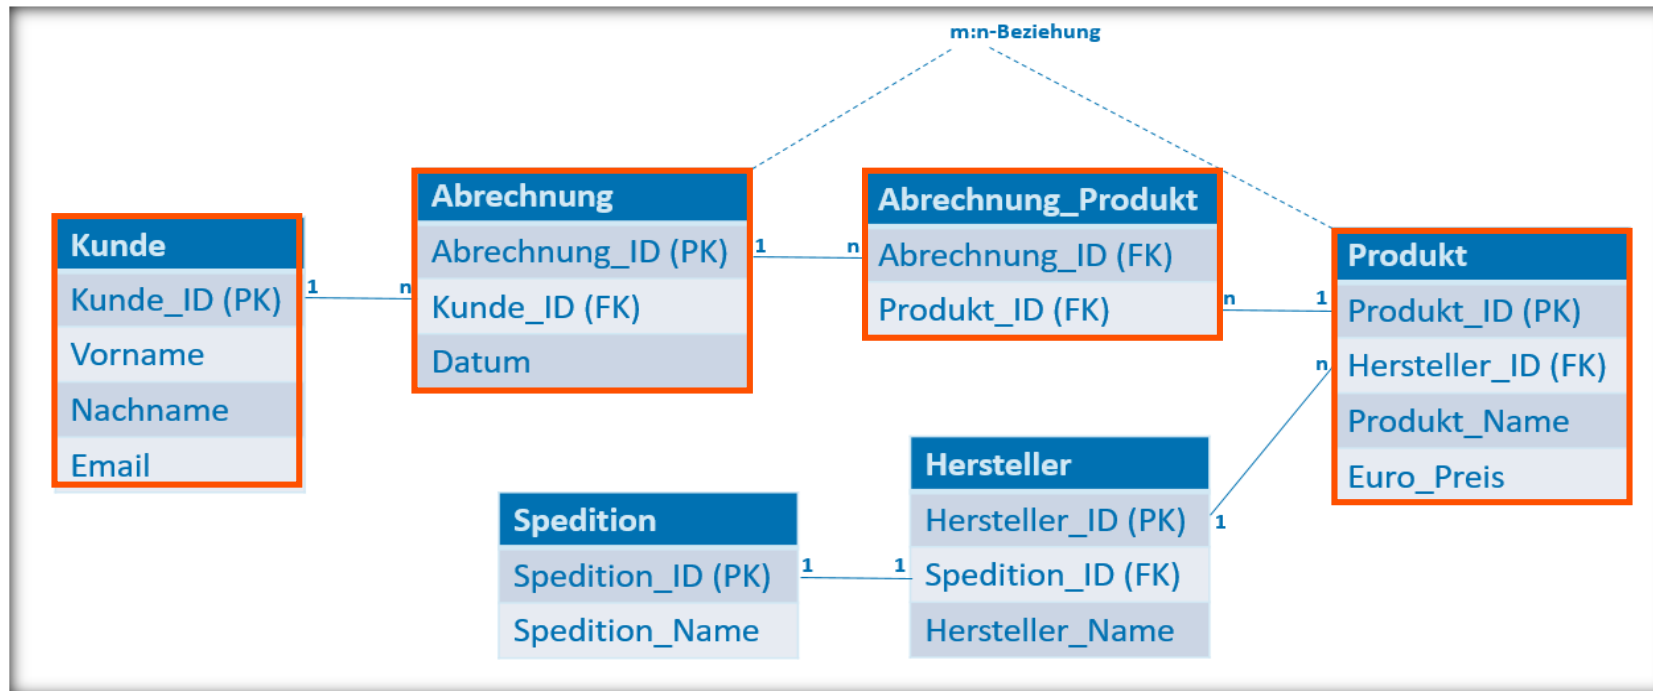 m:n-Beziehung
Kunde
Kunde_ID (PK)
Vorname
Nachname
Email
1
n
Abrechnung
Abrechnung_ID (PK)
Kunde_ID (FK)
Datum
1
n
Abrechnung_Produkt
Abrechnung_ID (FK)
Produkt_ID (FK)
n
1
Produkt
Produkt_ID (PK)
Hersteller_ID (FK)
Produkt_Name
Euro_Preis
n
1
Spedition
Spedition_ID (PK)
Spedition_Name
1
1
Hersteller
Hersteller_ID (PK)
Spedition_ID (FK)
Hersteller_Name